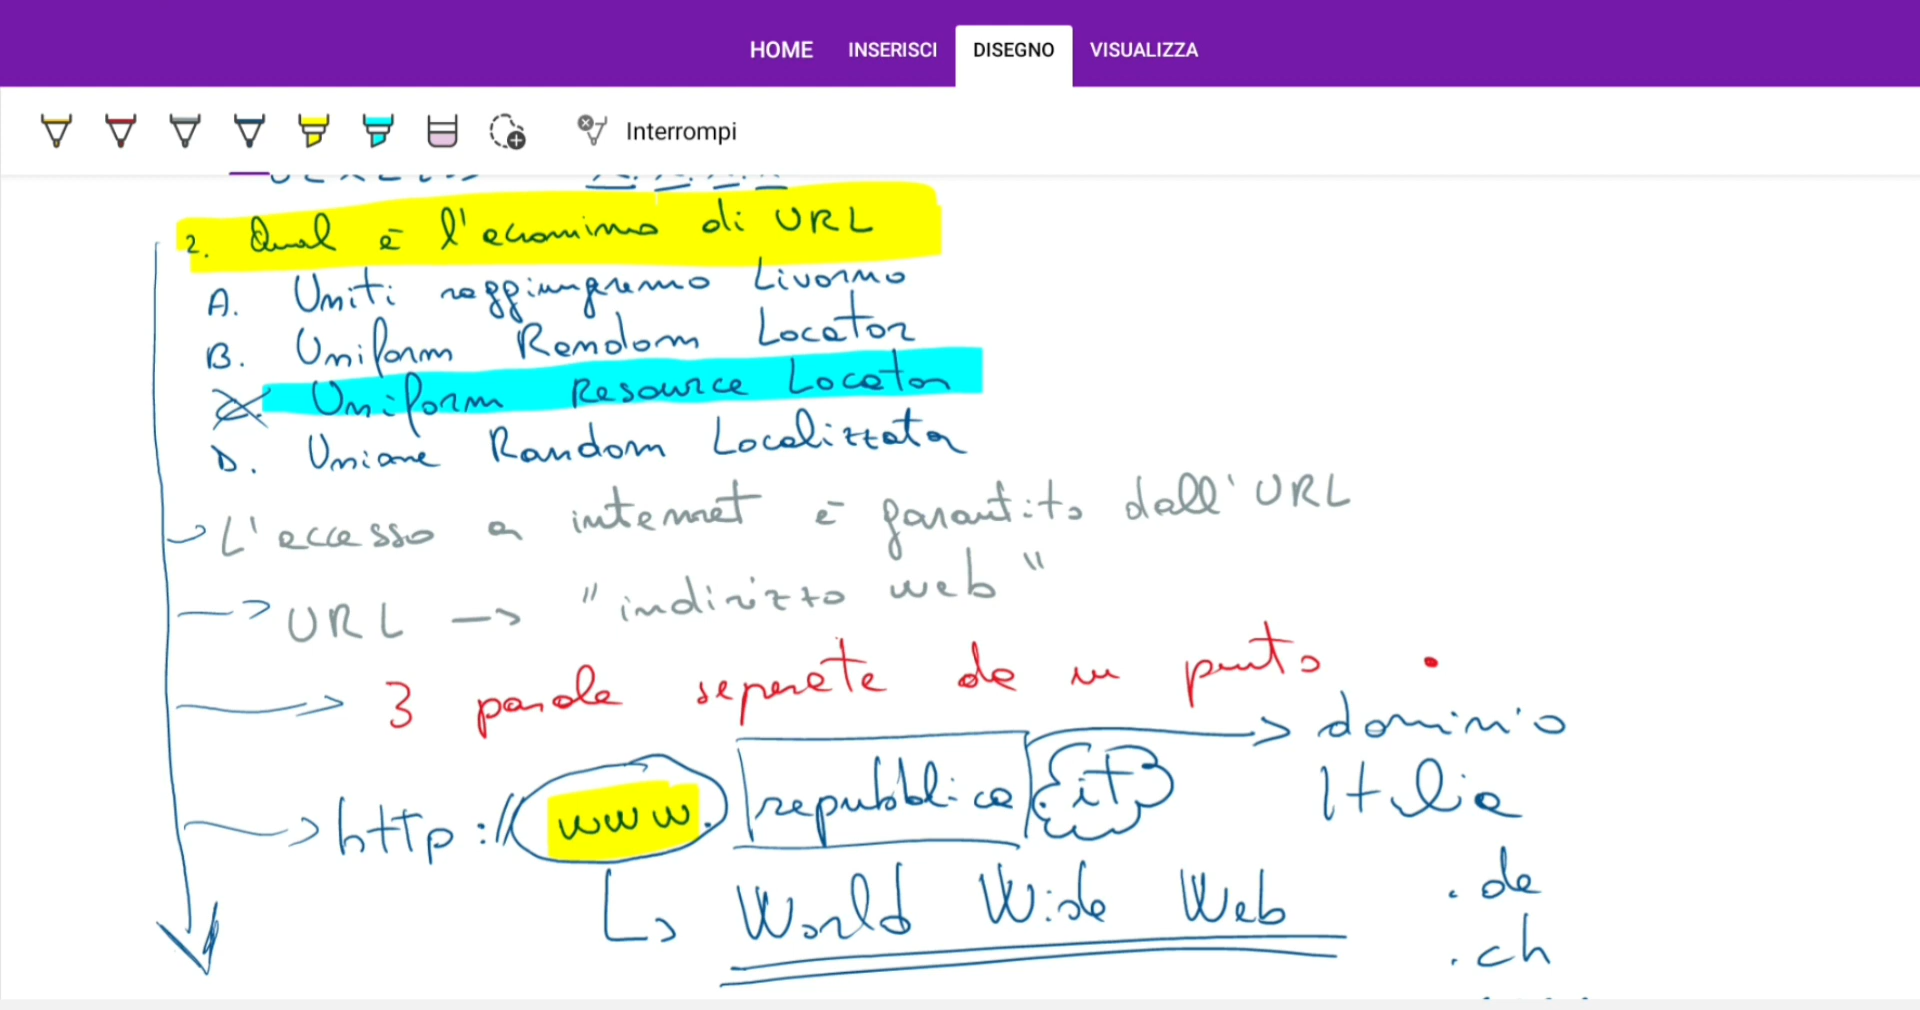 HOME INSERISCI DISEGNO VISUALIZZA
Interrompi
2. Qual è l'acronimo di URL
A. Uniti raggiungeremo Livorno
B. Uniform Random Locator
Uniform Resource Locator
D. Unione Random Localizzata
L'accesso a internet è garantito dall'URL
URL → "indirizzo web"
3 parole separate da un punto .
dominio
http://www.repubblica.it
Italia
World Wide Web
.de
.ch